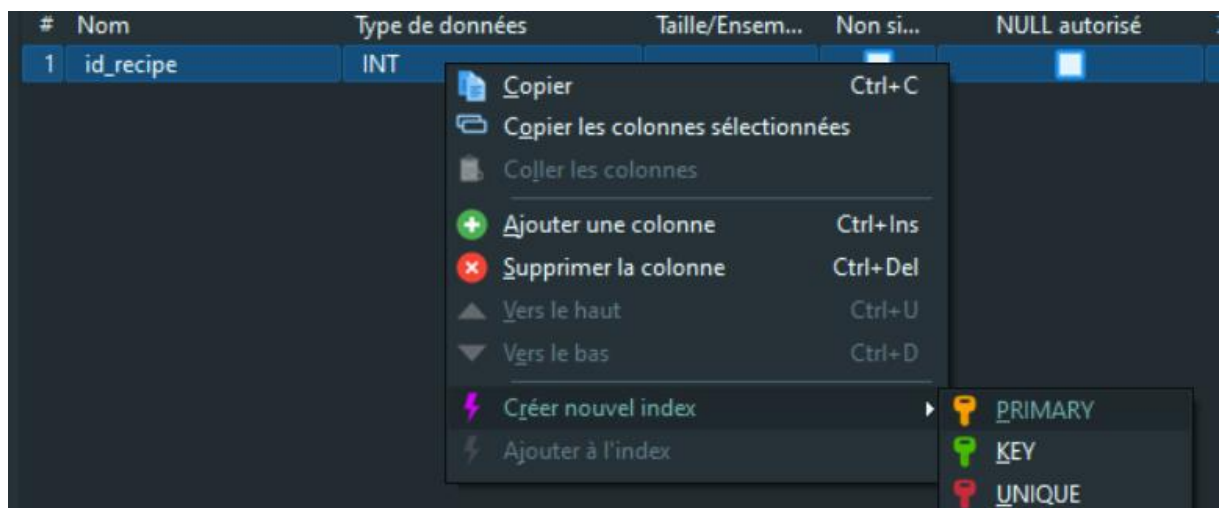 # Nom Type de données Taille/Ensem... Non si... NULL autorisé
1 id_recipe INT
Copier Ctrl+C
Copier les colonnes sélectionnées
Coller les colonnes
Ajouter une colonne Ctrl+Ins
Supprimer la colonne Ctrl+Del
Vers le haut Ctrl+U
Vers le bas Ctrl+D
Créer nouvel index PRIMARY
Ajouter à l'index KEY
UNIQUE